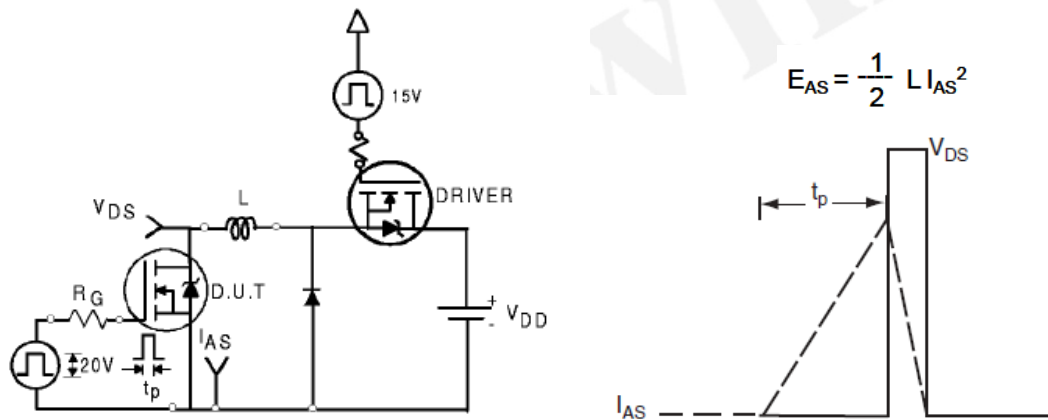 15V
DRIVER
L
VDS
D.U.T
RG
IAS
+
VDD
-
20V
tp
EAS = 1/2 L IAS²
VDS
tp
IAS